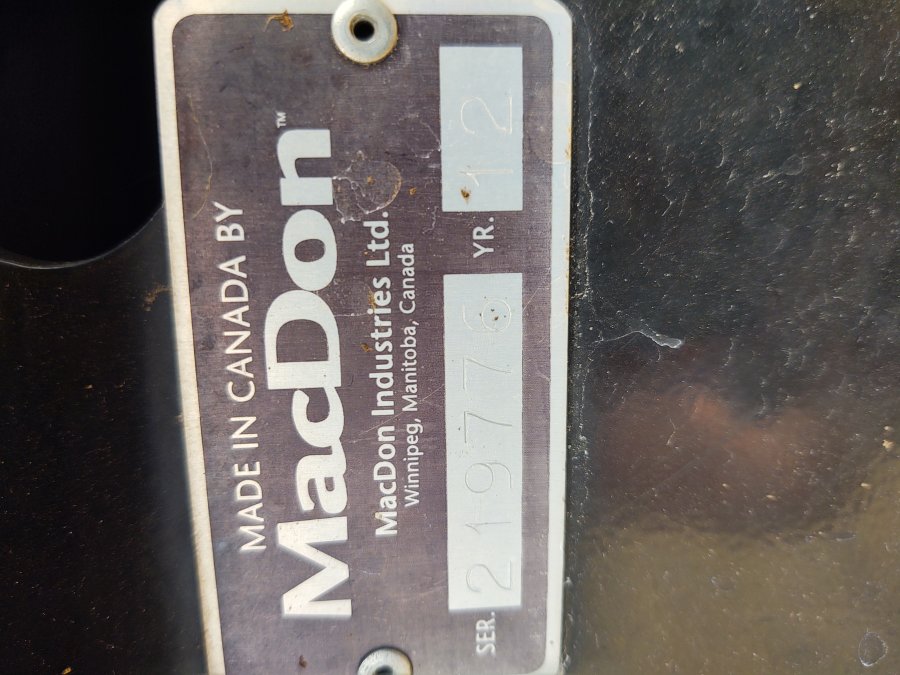 MADE IN CANADA BY
MacDon™
MacDon Industries Ltd.
Winnipeg, Manitoba, Canada
SER. 219776 YR. 12